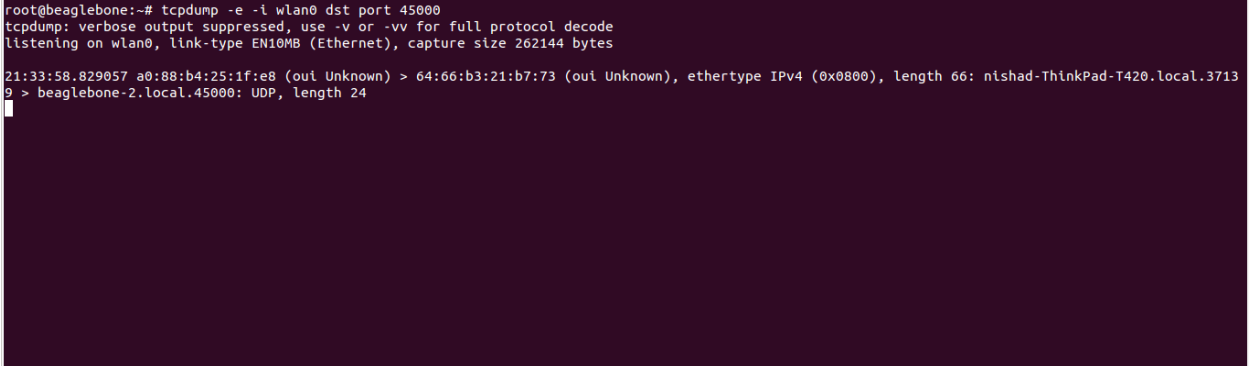 root@beaglebone:~# tcpdump -e -i wlan0 dst port 45000
tcpdump: verbose output suppressed, use -v or -vv for full protocol decode
listening on wlan0, link-type EN10MB (Ethernet), capture size 262144 bytes
21:33:58.829057 a0:88:b4:25:1f:e8 (oui Unknown) > 64:66:b3:21:b7:73 (oui Unknown), ethertype IPv4 (0x0800), length 66: nishad-ThinkPad-T420.local.3713
9 > beaglebone-2.local.45000: UDP, length 24